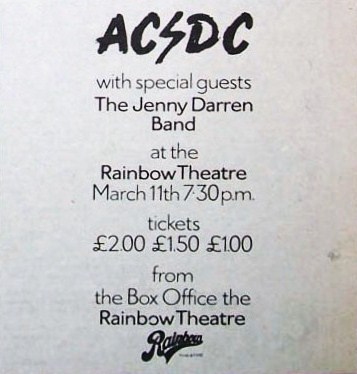 AC⚡DC
with special guests
The Jenny Darren
Band
at the
Rainbow Theatre
March 11th 7·30 p.m.
tickets
£2.00 £1.50 £1.00
from
the Box Office the
Rainbow Theatre
Rainbow